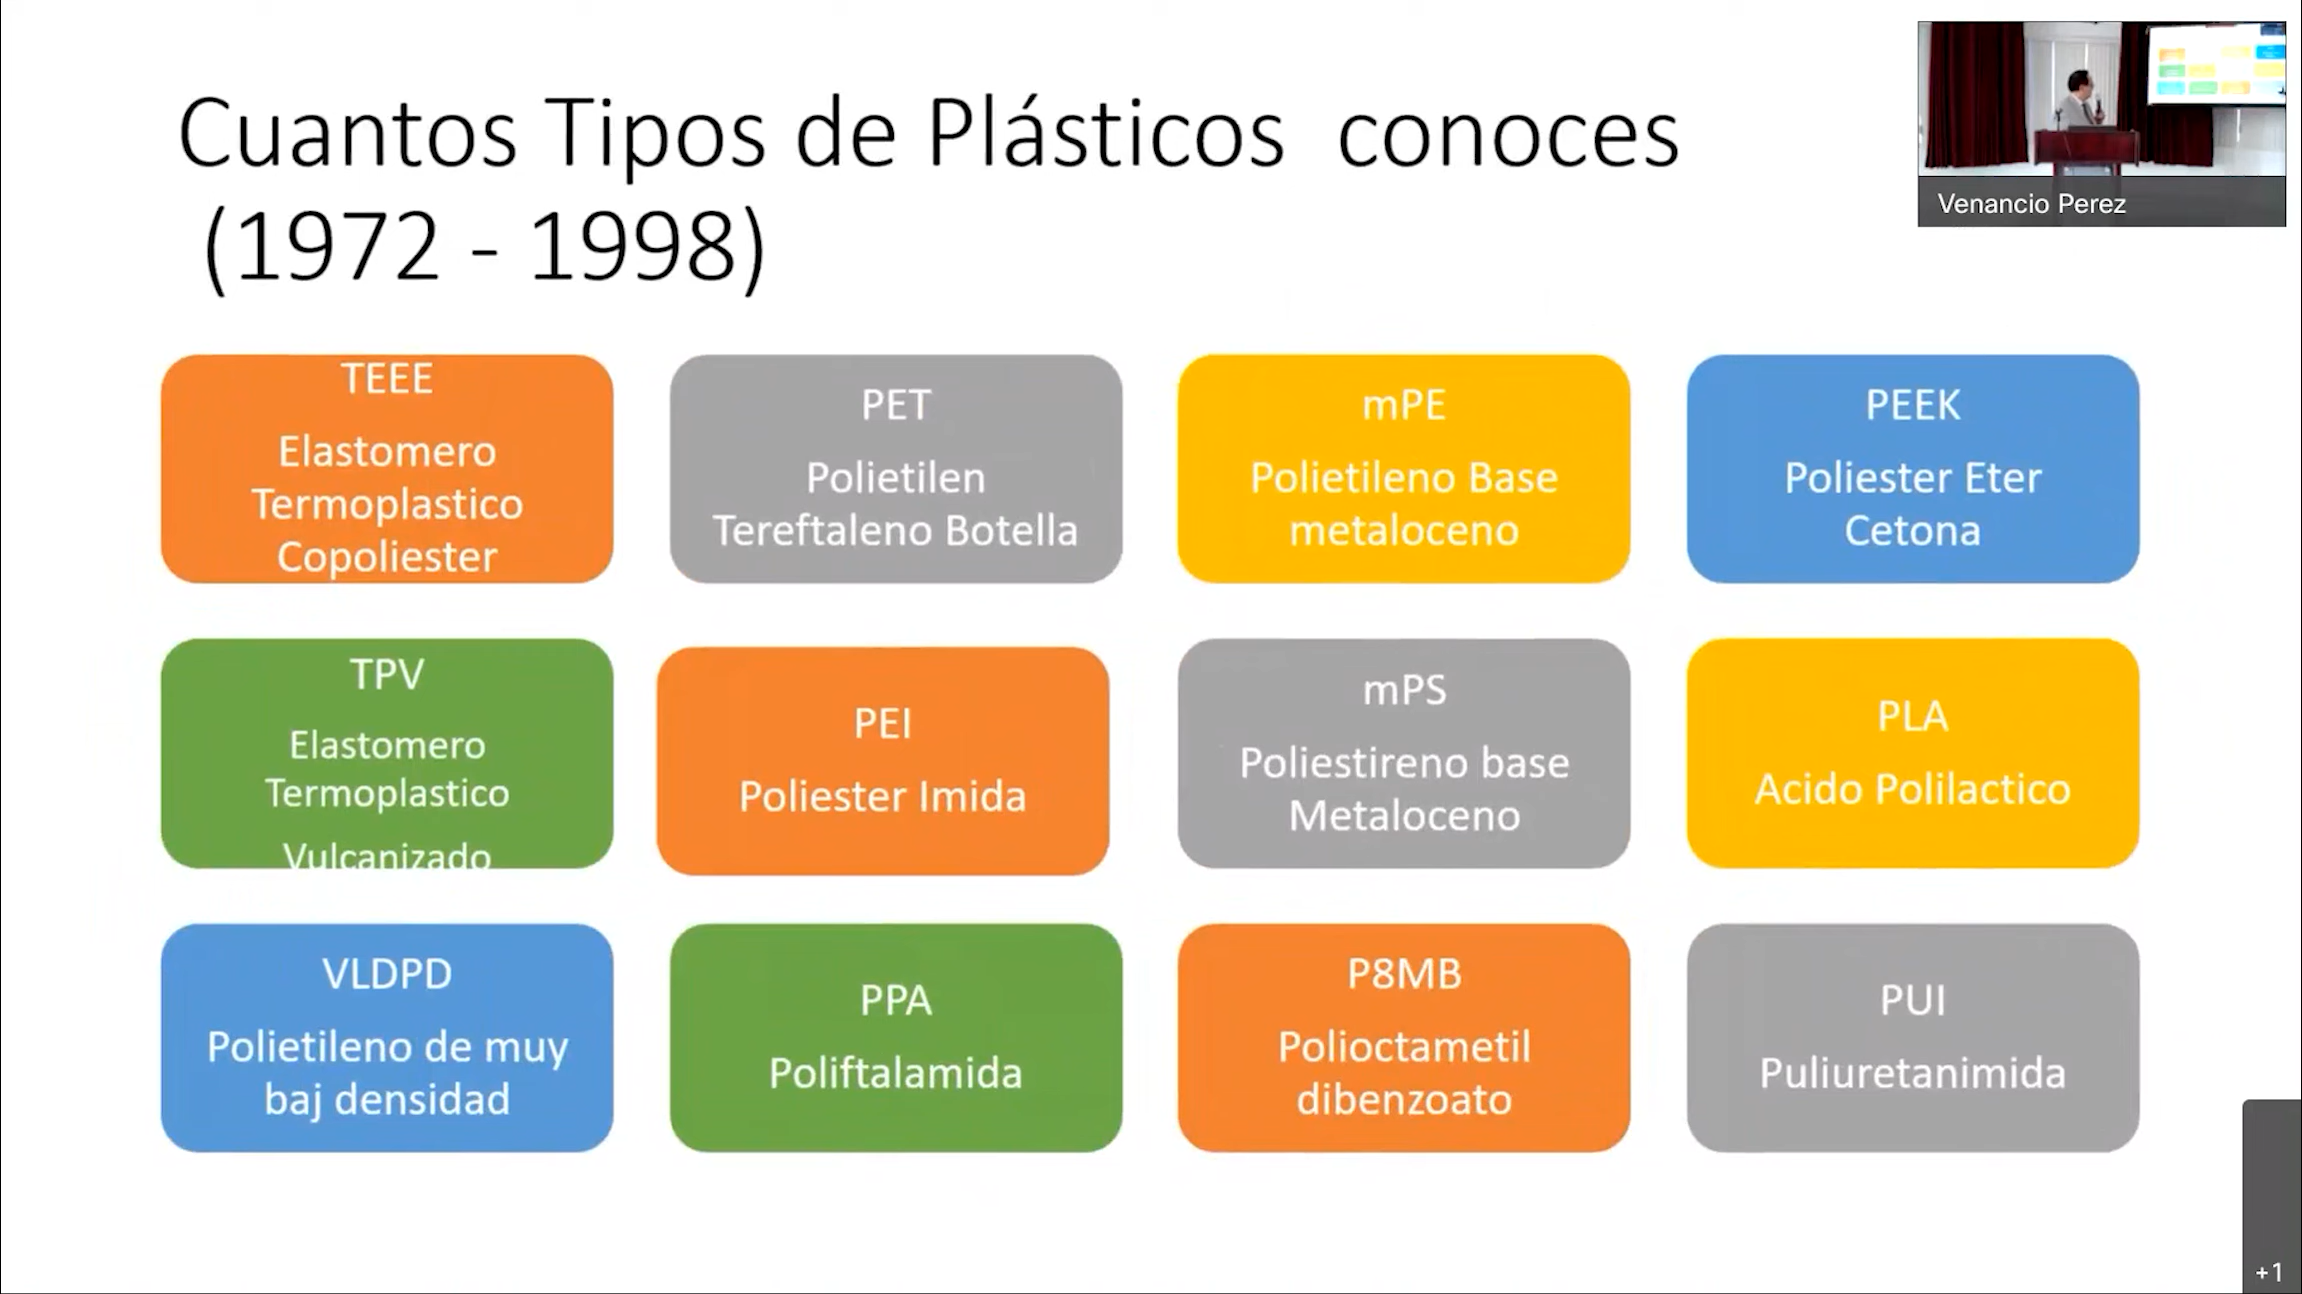 Cuantos Tipos de Plásticos conoces
(1972 - 1998)
Venancio Perez
TEEE
Elastomero
Termoplastico
Copoliester
PET
Polietilen
Tereftaleno Botella
mPE
Polietileno Base
metaloceno
PEEK
Poliester Eter
Cetona
TPV
Elastomero
Termoplastico
Vulcanizado
PEI
Poliester Imida
mPS
Poliestireno base
Metaloceno
PLA
Acido Polilactico
VLDPD
Polietileno de muy
baj densidad
PPA
Poliftalamida
P8MB
Polioctametil
dibenzoato
PUI
Puliuretanimida
+1